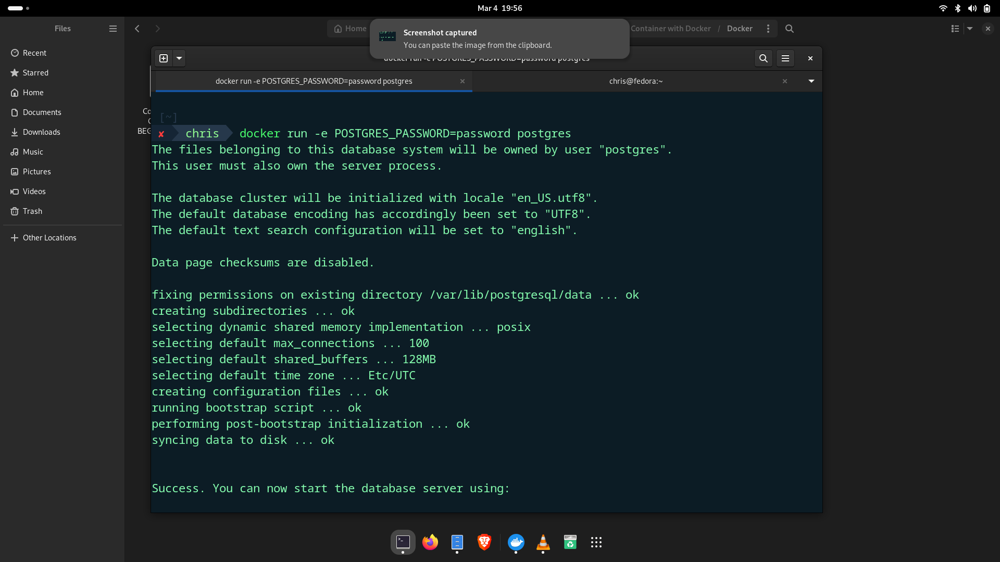 Mar 4 19:56
Files
Home
Container with Docker / Docker
Screenshot captured
You can paste the image from the clipboard.
Recent
Starred
Home
Documents
Downloads
Music
Pictures
Videos
Trash
Other Locations
Co
BEG
docker run -e POSTGRES_PASSWORD=password postgres
docker run -e POSTGRES_PASSWORD=password postgres
chris@fedora:~
[~]
✘ chris docker run -e POSTGRES_PASSWORD=password postgres
The files belonging to this database system will be owned by user "postgres".
This user must also own the server process.
The database cluster will be initialized with locale "en_US.utf8".
The default database encoding has accordingly been set to "UTF8".
The default text search configuration will be set to "english".
Data page checksums are disabled.
fixing permissions on existing directory /var/lib/postgresql/data ... ok
creating subdirectories ... ok
selecting dynamic shared memory implementation ... posix
selecting default max_connections ... 100
selecting default shared_buffers ... 128MB
selecting default time zone ... Etc/UTC
creating configuration files ... ok
running bootstrap script ... ok
performing post-bootstrap initialization ... ok
syncing data to disk ... ok
Success. You can now start the database server using: